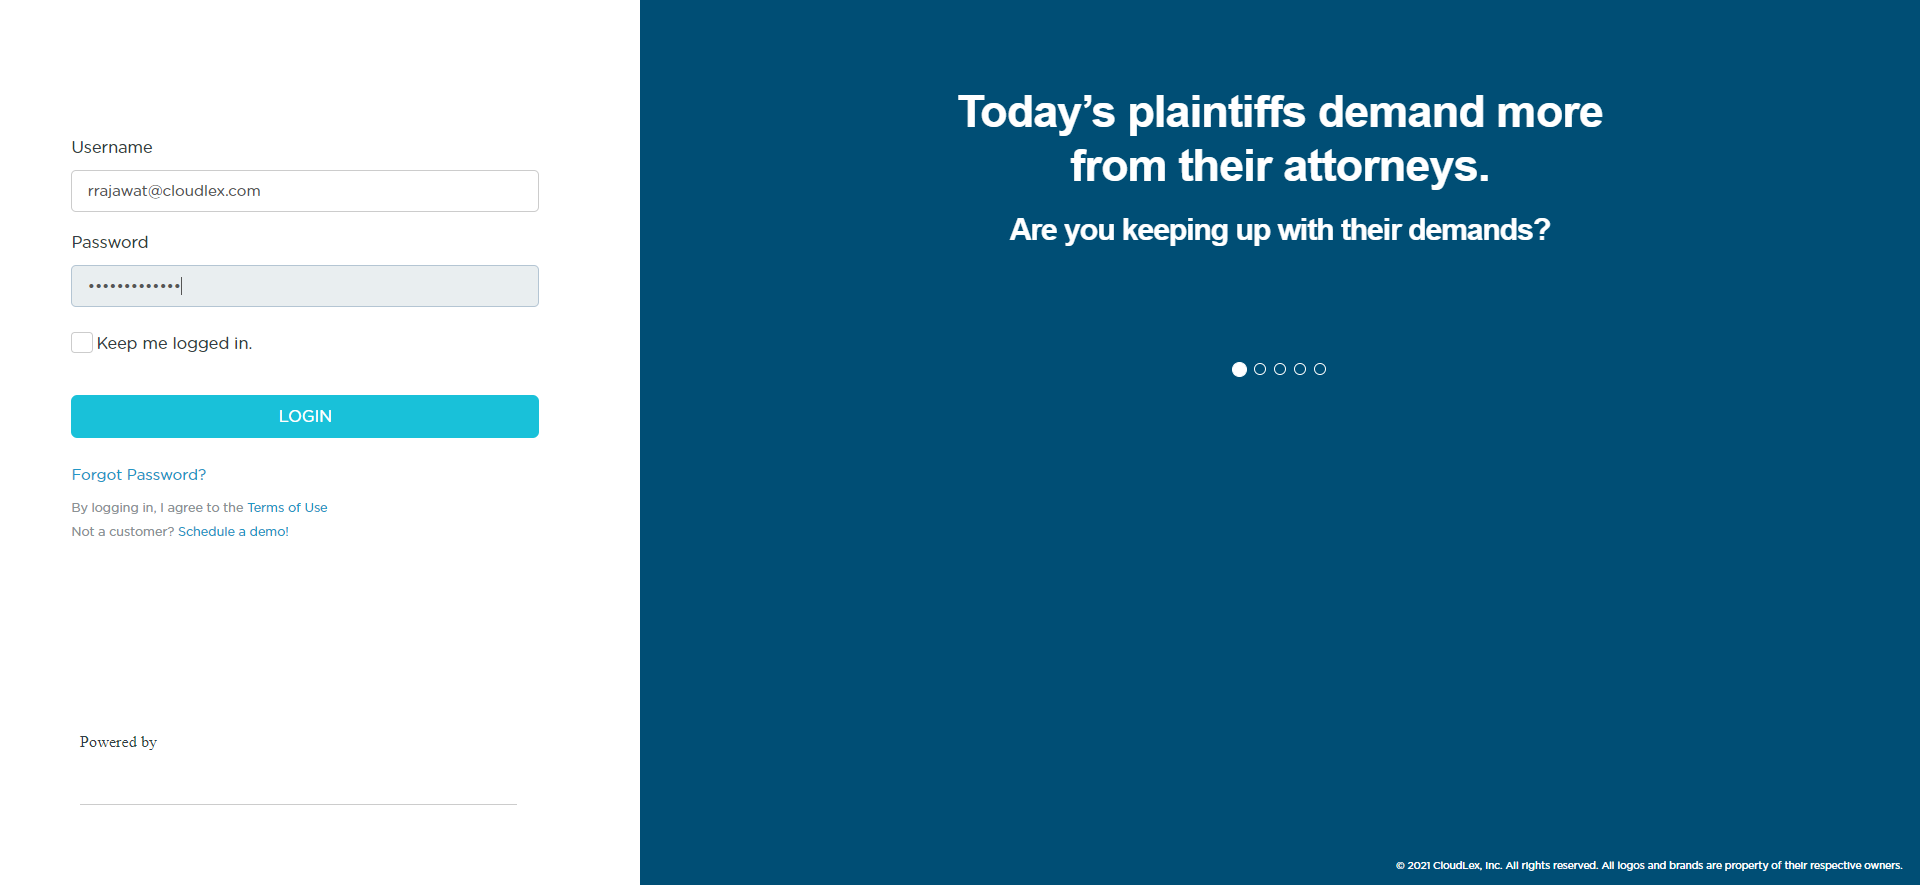 Username
rrajawat@cloudlex.com
Password
•••••••••••••
Keep me logged in.
LOGIN
Forgot Password?
By logging in, I agree to the Terms of Use
Not a customer? Schedule a demo!
Powered by
Today’s plaintiffs demand more
from their attorneys.
Are you keeping up with their demands?
© 2021 CloudLex, Inc. All rights reserved. All logos and brands are property of their respective owners.